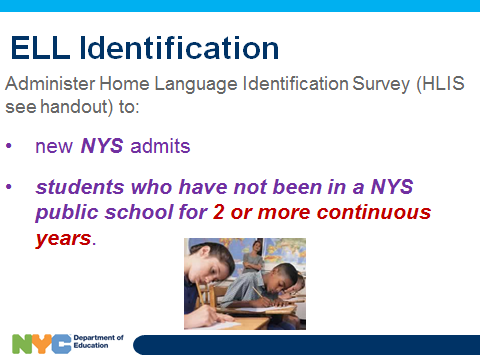 ELL Identification
Administer Home Language Identification Survey (HLIS
see handout) to:
• new NYS admits
• students who have not been in a NYS
public school for 2 or more continuous
years.
NYC Department of
Education